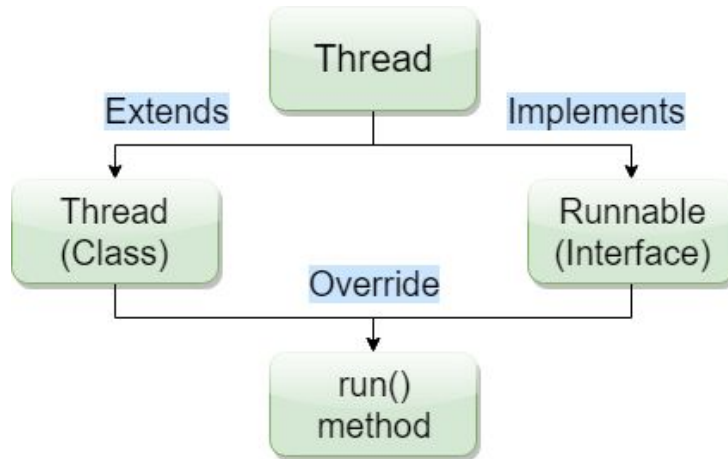 Thread
Extends
Implements
Thread
(Class)
Runnable
(Interface)
Override
run()
method